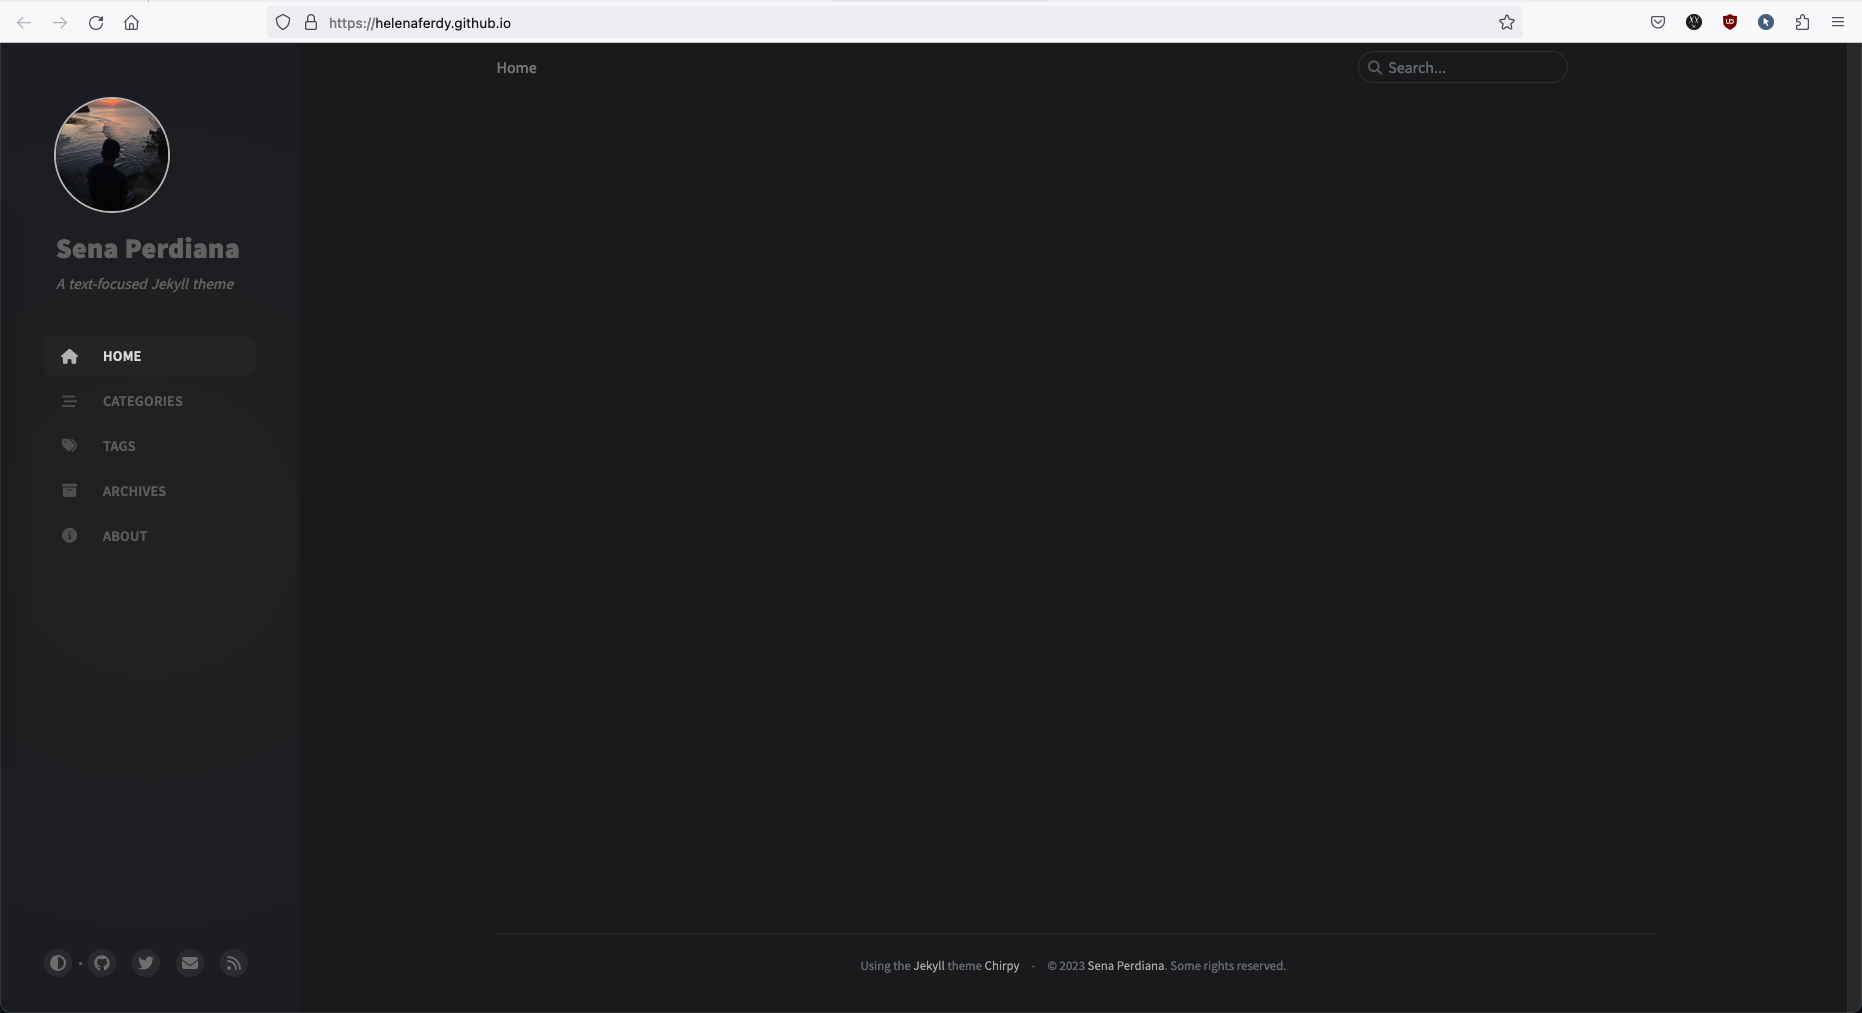 https://helenaferdy.github.io
Home
Search...
Sena Perdiana
A text-focused Jekyll theme
HOME
CATEGORIES
TAGS
ARCHIVES
ABOUT
Using the Jekyll theme Chirpy - © 2023 Sena Perdiana. Some rights reserved.